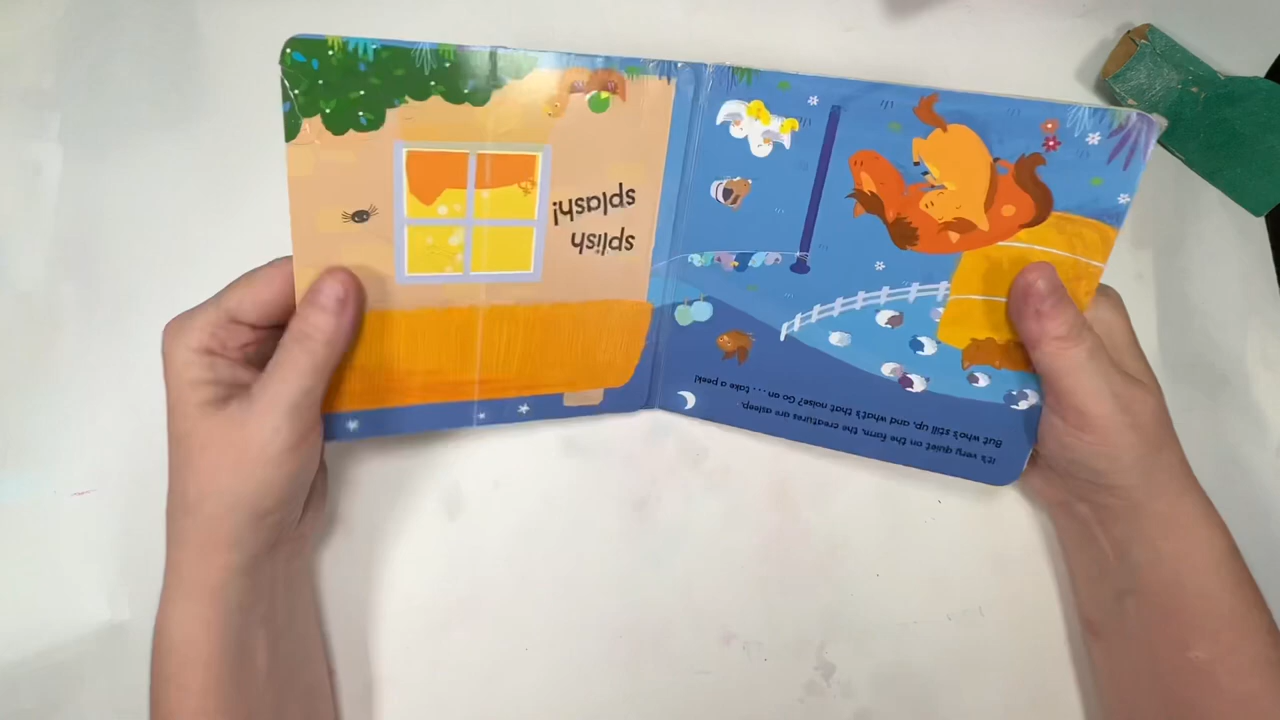 It's very quiet on the farm, the creatures are asleep.
But who's still up, and what's that noise? Go on . . . take a peek!
splish
splash!